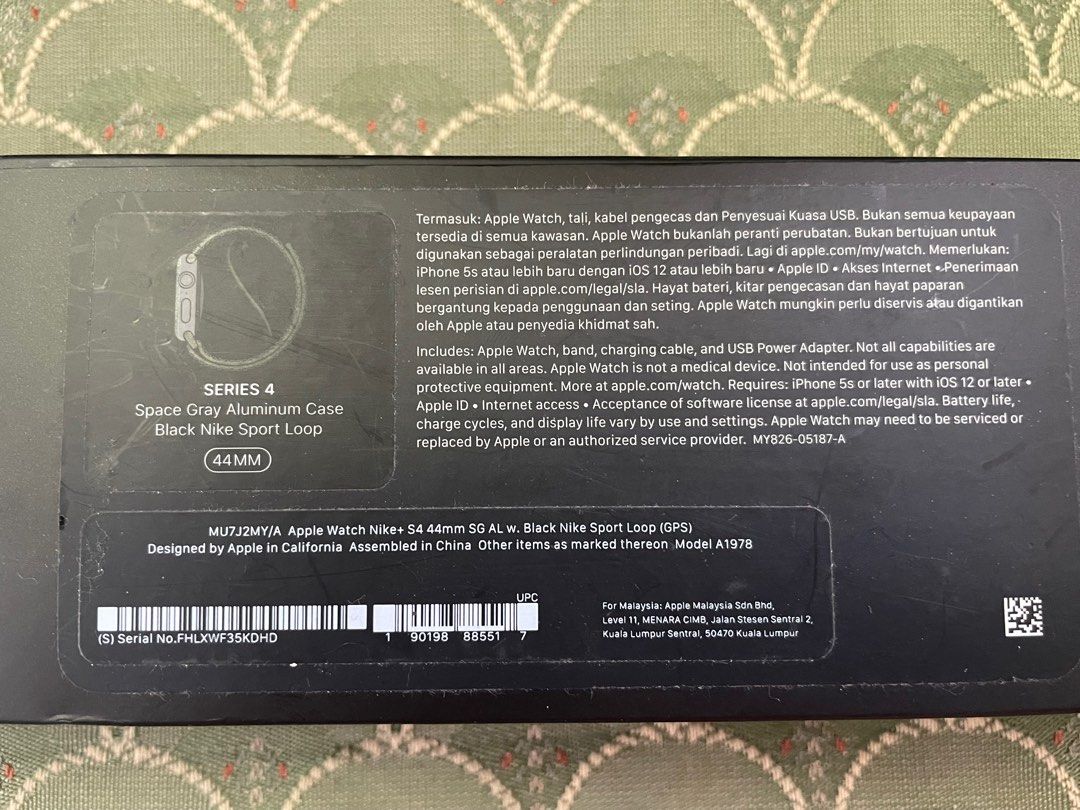 Termasuk: Apple Watch, tali, kabel pengecas dan Penyesuai Kuasa USB. Bukan semua keupayaan
tersedia di semua kawasan. Apple Watch bukanlah peranti perubatan. Bukan bertujuan untuk
digunakan sebagai peralatan perlindungan peribadi. Lagi di apple.com/my/watch. Memerlukan:
iPhone 5s atau lebih baru dengan iOS 12 atau lebih baru • Apple ID • Akses Internet • Penerimaan
lesen perisian di apple.com/legal/sla. Hayat bateri, kitar pengecasan dan hayat paparan
bergantung kepada penggunaan dan seting. Apple Watch mungkin perlu diservis atau digantikan
oleh Apple atau penyedia khidmat sah.
Includes: Apple Watch, band, charging cable, and USB Power Adapter. Not all capabilities are
available in all areas. Apple Watch is not a medical device. Not intended for use as personal
protective equipment. More at apple.com/watch. Requires: iPhone 5s or later with iOS 12 or later •
Apple ID • Internet access • Acceptance of software license at apple.com/legal/sla. Battery life,
charge cycles, and display life vary by use and settings. Apple Watch may need to be serviced or
replaced by Apple or an authorized service provider. MY826-05187-A
SERIES 4
Space Gray Aluminum Case
Black Nike Sport Loop
44MM
MU7J2MY/A Apple Watch Nike+ S4 44mm SG AL w. Black Nike Sport Loop (GPS)
Designed by Apple in California Assembled in China Other items as marked thereon Model A1978
UPC
(S) Serial No.FHLXWF35KDHD
1 90198 88551 7
For Malaysia: Apple Malaysia Sdn Bhd,
Level 11, MENARA CIMB, Jalan Stesen Sentral 2,
Kuala Lumpur Sentral, 50470 Kuala Lumpur